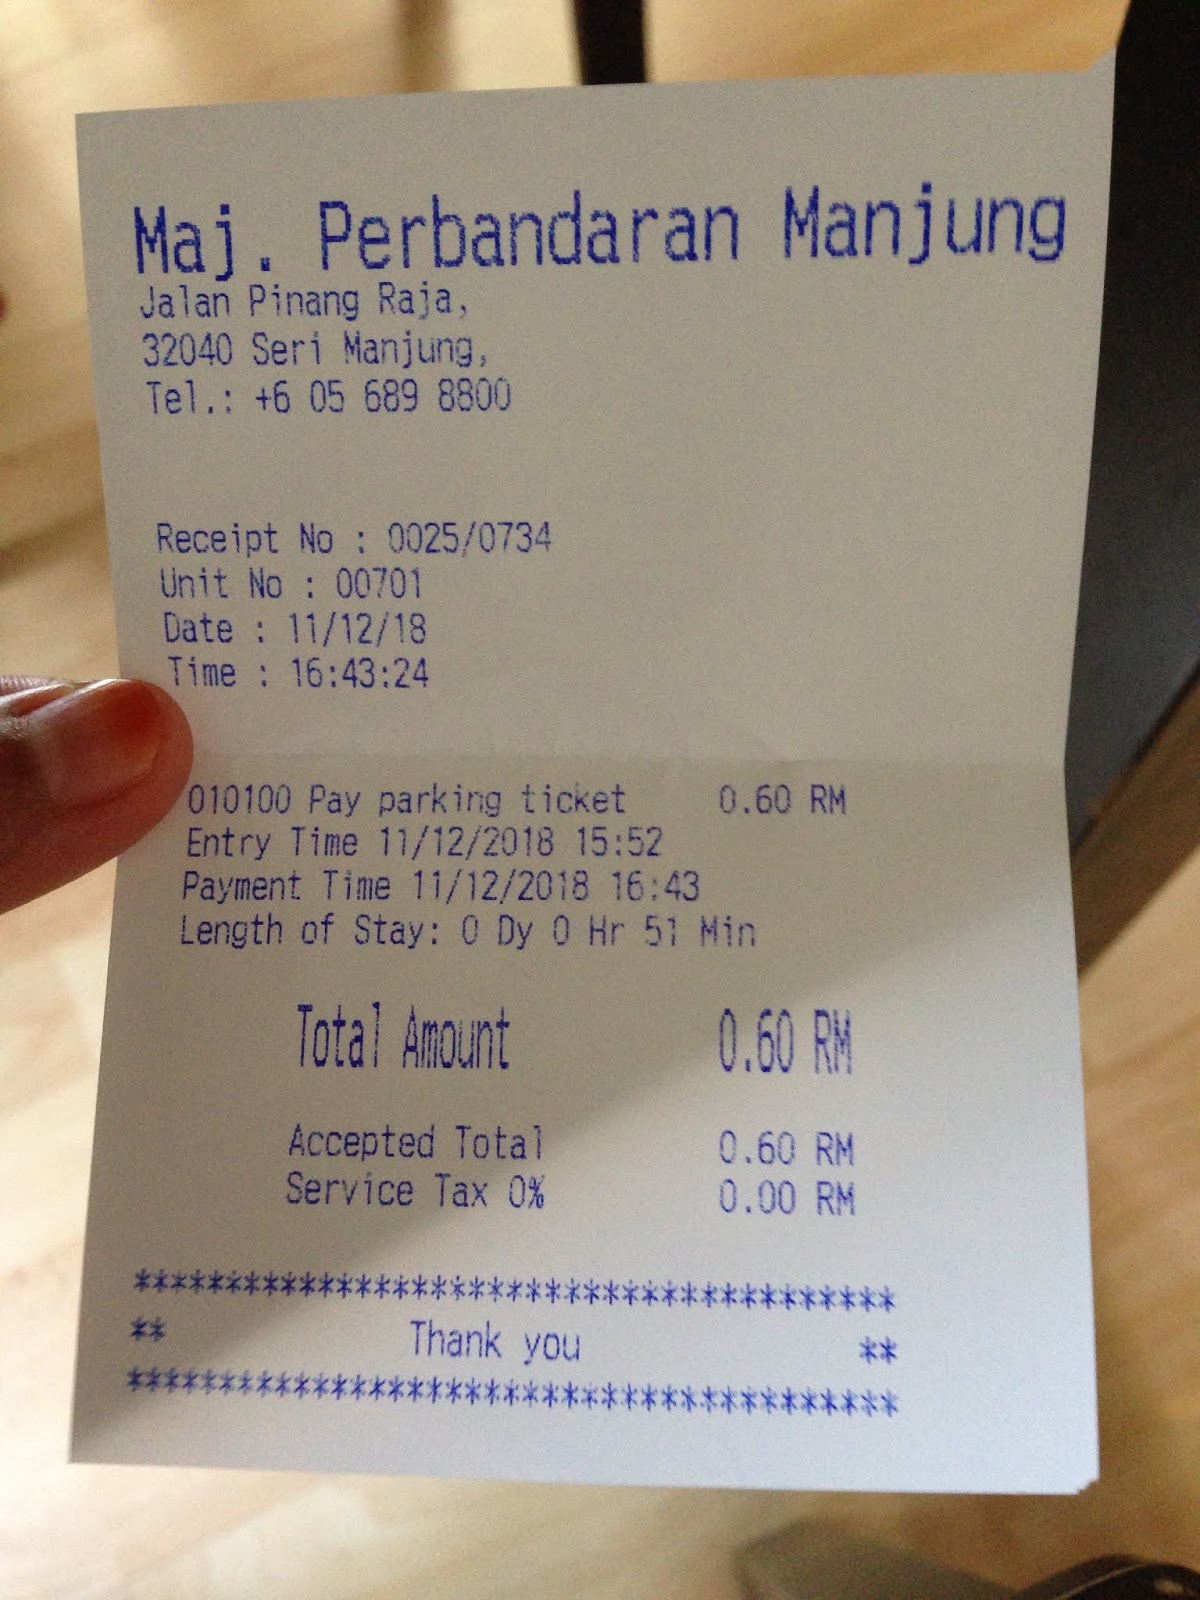 Maj. Perbandaran Manjung
Jalan Pinang Raja,
32040 Seri Manjung,
Tel.: +6 05 689 8800
Receipt No : 0025/0734
Unit No : 00701
Date : 11/12/18
Time : 16:43:24
010100 Pay parking ticket 0.60 RM
Entry Time 11/12/2018 15:52
Payment Time 11/12/2018 16:43
Length of Stay: 0 Dy 0 Hr 51 Min
Total Amount 0.60 RM
Accepted Total 0.60 RM
Service Tax 0% 0.00 RM
******************************************
** Thank you **
******************************************